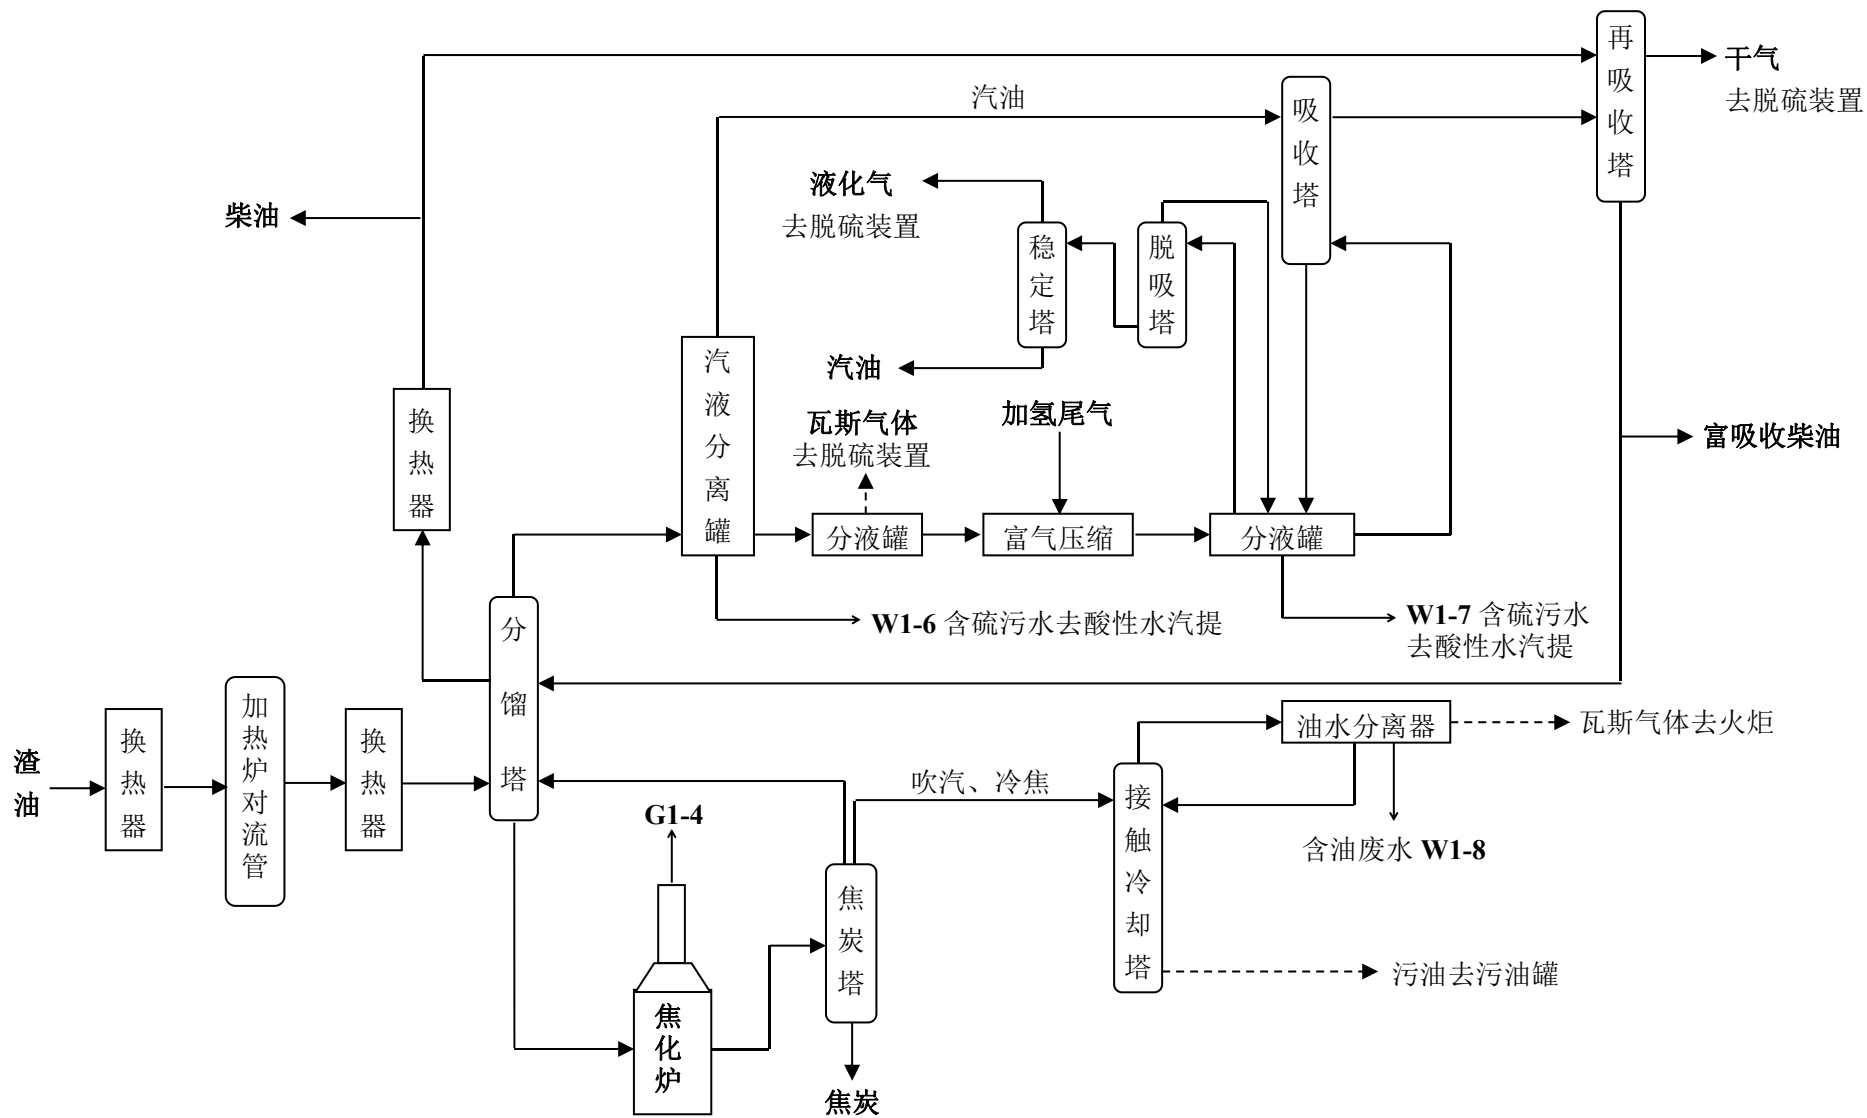 再吸收塔
干气
去脱硫装置
汽油
吸收塔
液化气
去脱硫装置
柴油
稳定塔
脱吸塔
汽液分离罐
汽油
换热器
瓦斯气体
去脱硫装置
加氢尾气
富吸收柴油
分液罐
富气压缩
分液罐
W1-6 含硫污水去酸性水汽提
W1-7 含硫污水
去酸性水汽提
分馏塔
渣油
换热器
加热炉对流管
换热器
油水分离器
瓦斯气体去火炬
吹汽、冷焦
接触冷却塔
G1-4
含油废水 W1-8
焦炭塔
污油去污油罐
焦化炉
焦炭